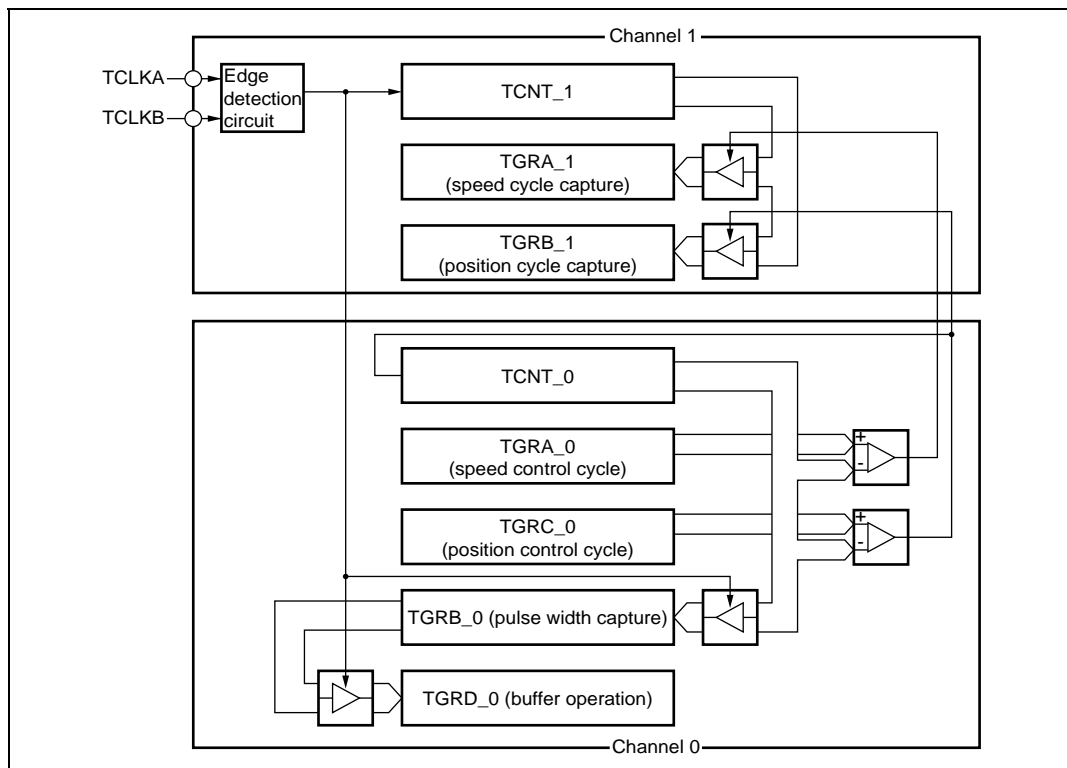 Channel 1
TCLKA
TCLKB
Edge
detection
circuit
TCNT_1
TGRA_1
(speed cycle capture)
TGRB_1
(position cycle capture)
TCNT_0
TGRA_0
(speed control cycle)
+
-
TGRC_0
(position control cycle)
+
-
TGRB_0 (pulse width capture)
TGRD_0 (buffer operation)
Channel 0